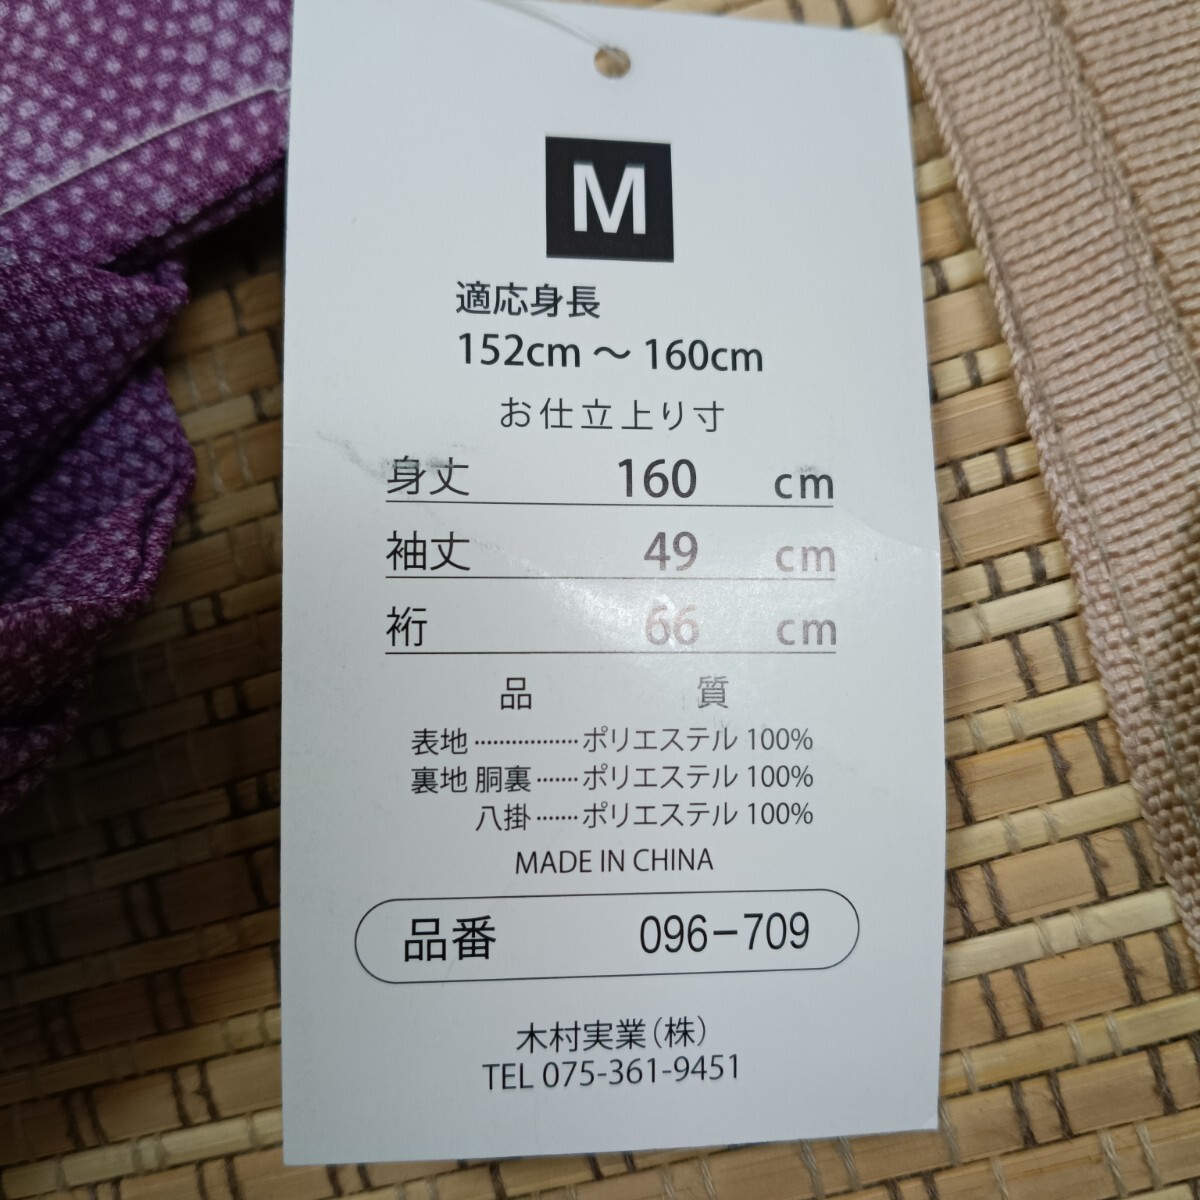 M
適応身長
152cm ～ 160cm
お仕立上り寸
身丈 160 cm
袖丈 49 cm
裄 66 cm
品 質
表地 ·················· ポリエステル 100%
裏地 胴裏 ······· ポリエステル 100%
八掛 ······· ポリエステル 100%
MADE IN CHINA
品番 096-709
木村実業(株)
TEL 075-361-9451